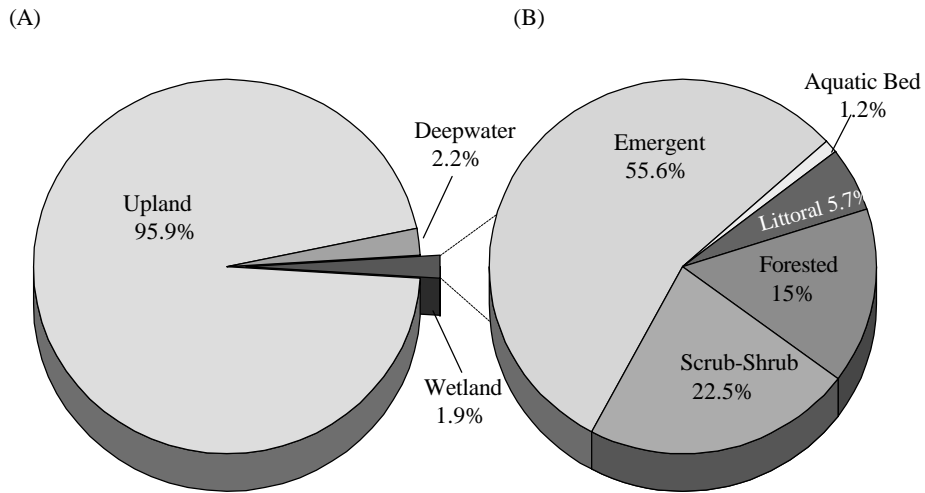 (A)
(B)
Upland
95.9%
Deepwater
2.2%
Wetland
1.9%
Emergent
55.6%
Aquatic Bed
1.2%
Littoral 5.7%
Forested
15%
Scrub-Shrub
22.5%